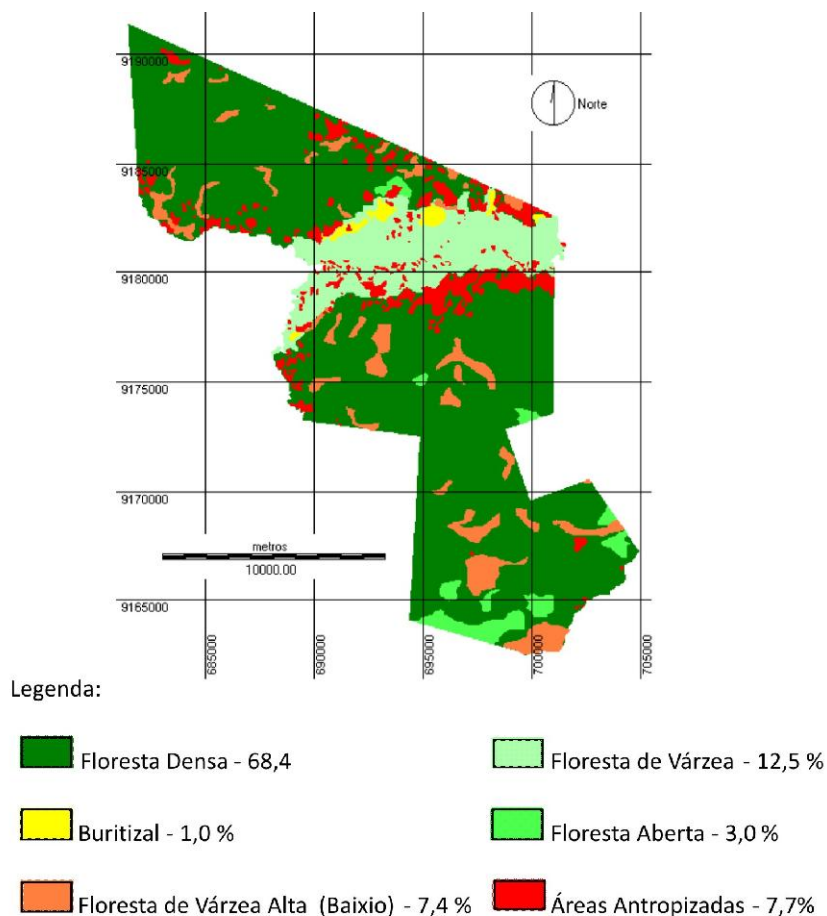 9190000
Norte
9185000
9180000
9175000
9170000
metros
10000.00
9165000
685000
690000
695000
700000
705000
Legenda:
Floresta Densa - 68,4
Floresta de Várzea - 12,5 %
Buritizal - 1,0 %
Floresta Aberta - 3,0 %
Floresta de Várzea Alta (Baixio) - 7,4 %
Áreas Antropizadas - 7,7%